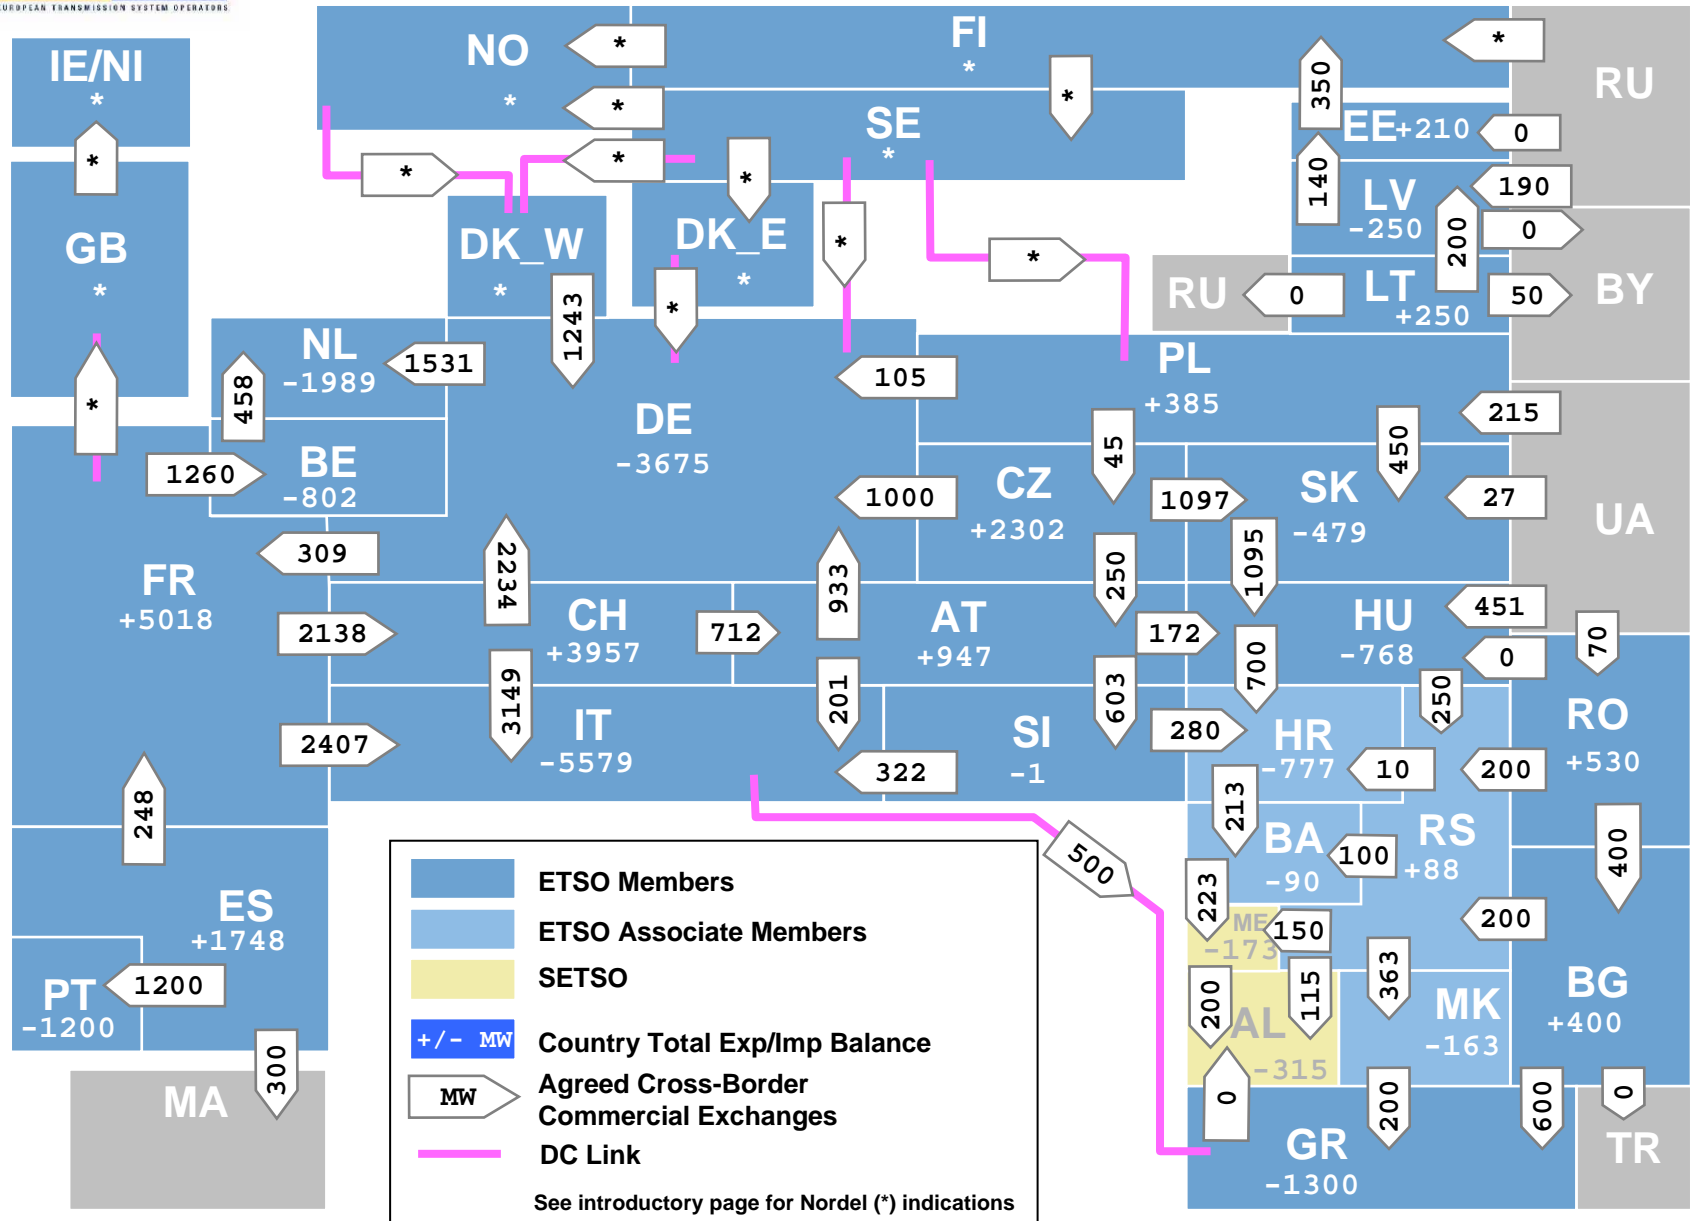 EUROPEAN TRANSMISSION SYSTEM OPERATORS
IE/NI
*
*
GB
*
*
NO
*
*
*
FI
*
*
*
RU
350
EE +210
0
SE
*
*
*
*
DK_W
*
DK_E
*
*
*
*
140
LV
-250
190
0
200
RU
0
LT
+250
50
BY
1243
NL
-1989
1531
458
BE
-802
1260
DE
-3675
105
PL
+385
215
45
450
1000
CZ
+2302
1097
SK
-479
27
UA
309
FR
+5018
2234
933
250
1095
2138
CH
+3957
712
AT
+947
172
HU
-768
451
0
70
700
250
3149
201
603
2407
IT
-5579
322
SI
-1
280
HR
-777
10
200
RO
+530
248
213
BA
-90
100
RS
+88
400
500
223
ME
-173
150
200
ES
+1748
PT
-1200
1200
200
115
363
AL
-315
MK
-163
BG
+400
300
MA
0
200
600
0
GR
-1300
TR
ETSO Members
ETSO Associate Members
SETSO
+/- MW
Country Total Exp/Imp Balance
MW
Agreed Cross-Border
Commercial Exchanges
DC Link
See introductory page for Nordel (*) indications